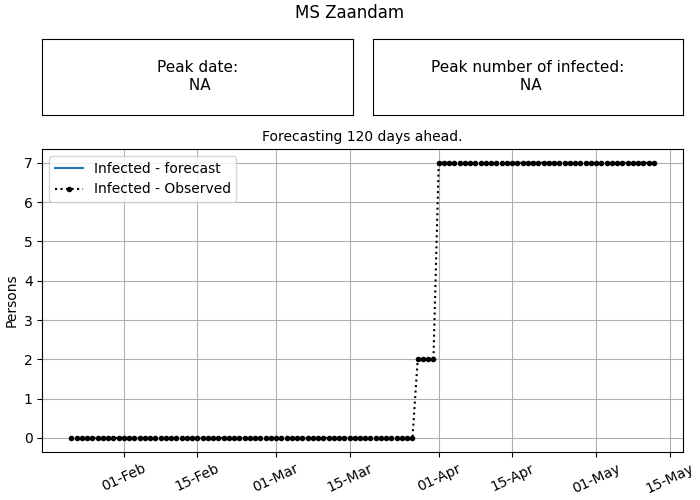 MS Zaandam
Peak date:
NA
Peak number of infected:
NA
Forecasting 120 days ahead.
Infected - forecast
Infected - Observed
Persons
7
6
5
4
3
2
1
0
01-Feb
15-Feb
01-Mar
15-Mar
01-Apr
15-Apr
01-May
15-May